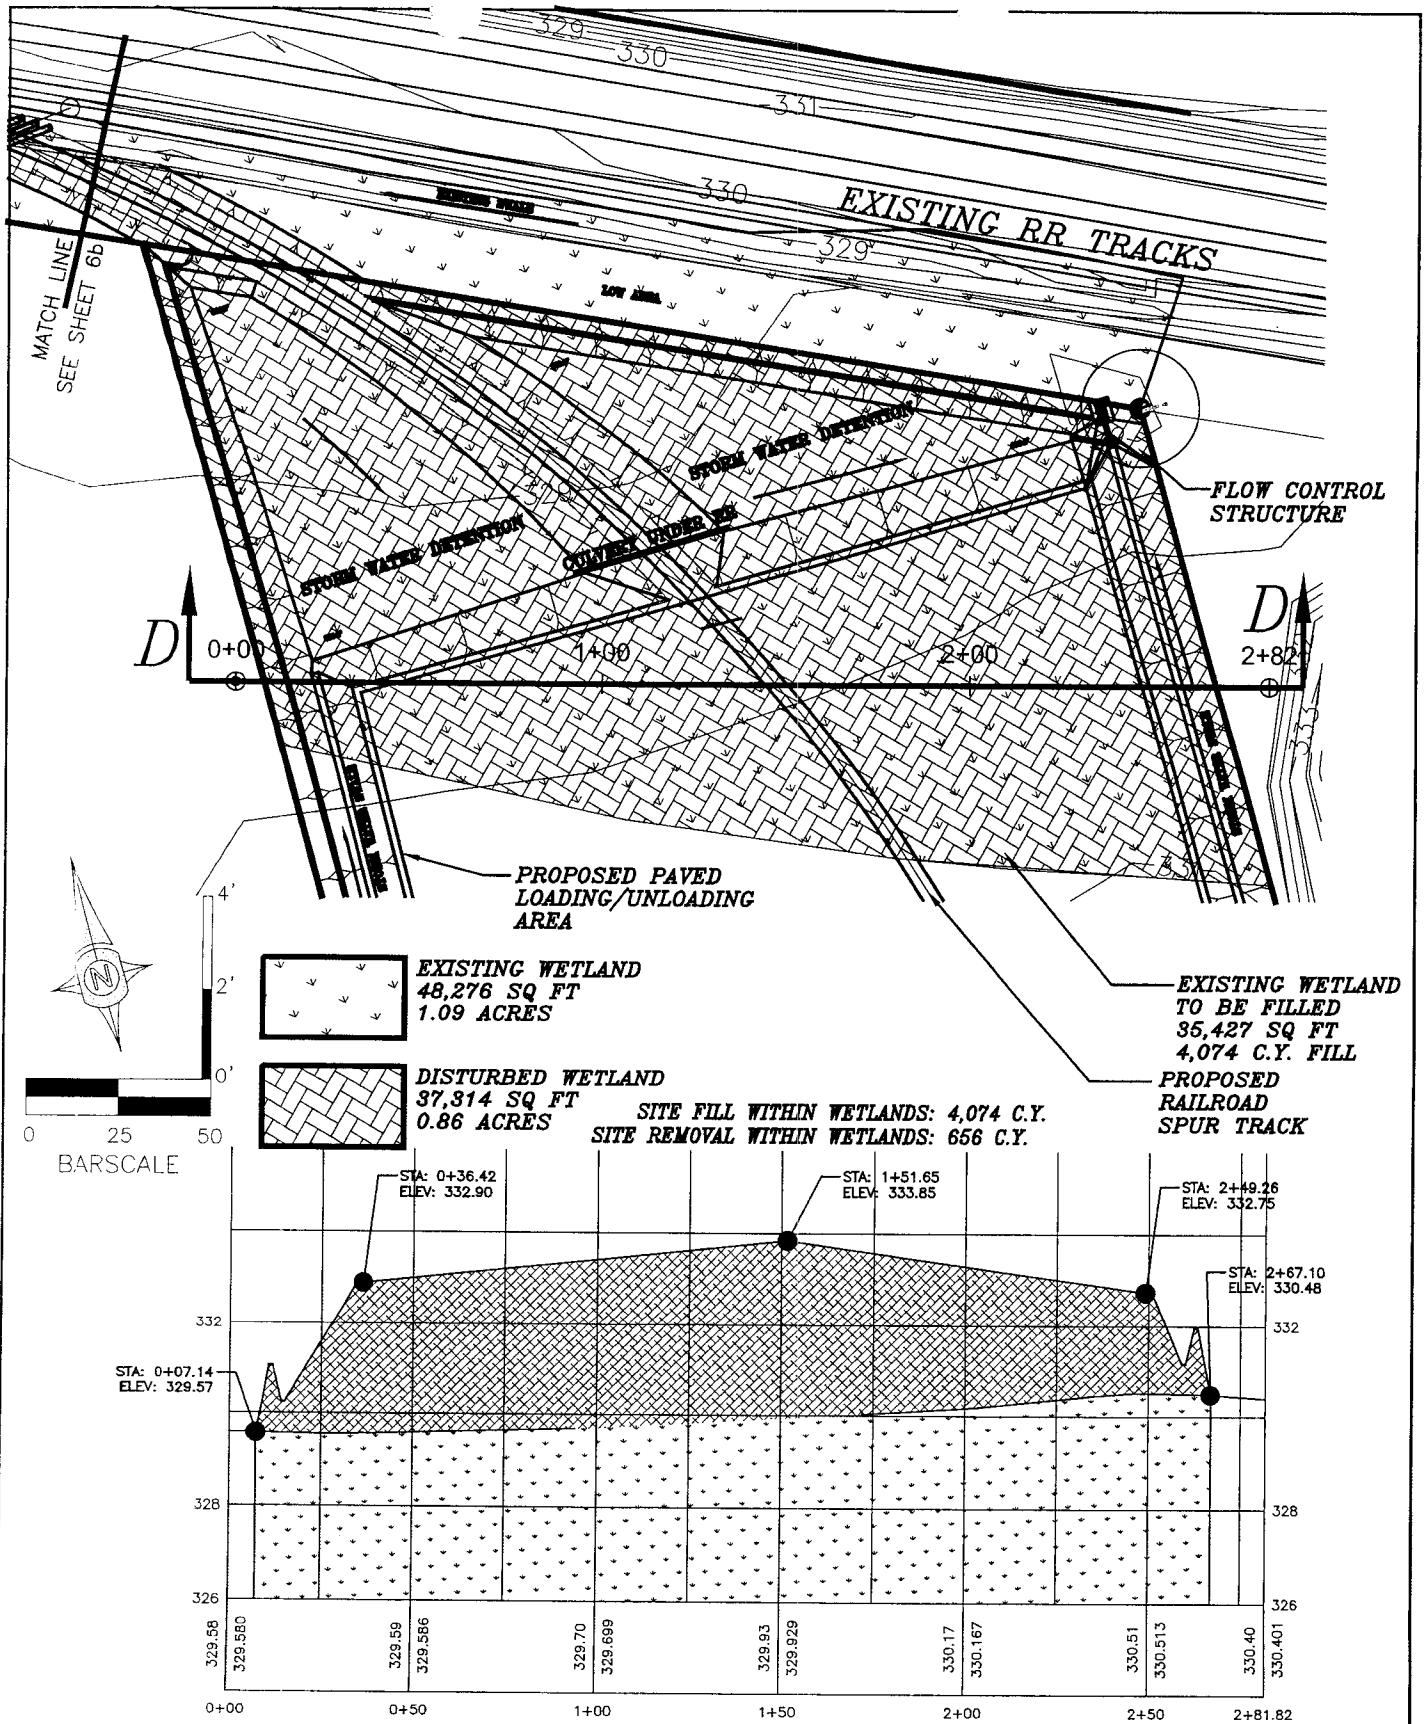 329
330
331
330
EXISTING RR TRACKS
329
LOW AREA
MATCH LINE
SEE SHEET 6b
STORM WATER DETENTION
FLOW CONTROL
STRUCTURE
STORM WATER DETENTION
CULVERT UNDER RR
D
0+00
1+00
2+00
D
2+82
333
PROPOSED PAVED
LOADING/UNLOADING
AREA
4'
2'
0'
N
0 25 50
BARSCALE
EXISTING WETLAND
48,276 SQ FT
1.09 ACRES
DISTURBED WETLAND
37,314 SQ FT
0.86 ACRES
EXISTING WETLAND
TO BE FILLED
35,427 SQ FT
4,074 C.Y. FILL
PROPOSED
RAILROAD
SPUR TRACK
SITE FILL WITHIN WETLANDS: 4,074 C.Y.
SITE REMOVAL WITHIN WETLANDS: 656 C.Y.
STA: 0+36.42
ELEV: 332.90
STA: 1+51.65
ELEV: 333.85
STA: 2+49.26
ELEV: 332.75
STA: 2+67.10
ELEV: 330.48
STA: 0+07.14
ELEV: 329.57
332 332
328 328
326 326
329.58 329.580
329.59 329.586
329.70 329.699
329.93 329.929
330.17 330.167
330.51 330.513
330.40 330.401
0+00 0+50 1+00 1+50 2+00 2+50 2+81.82